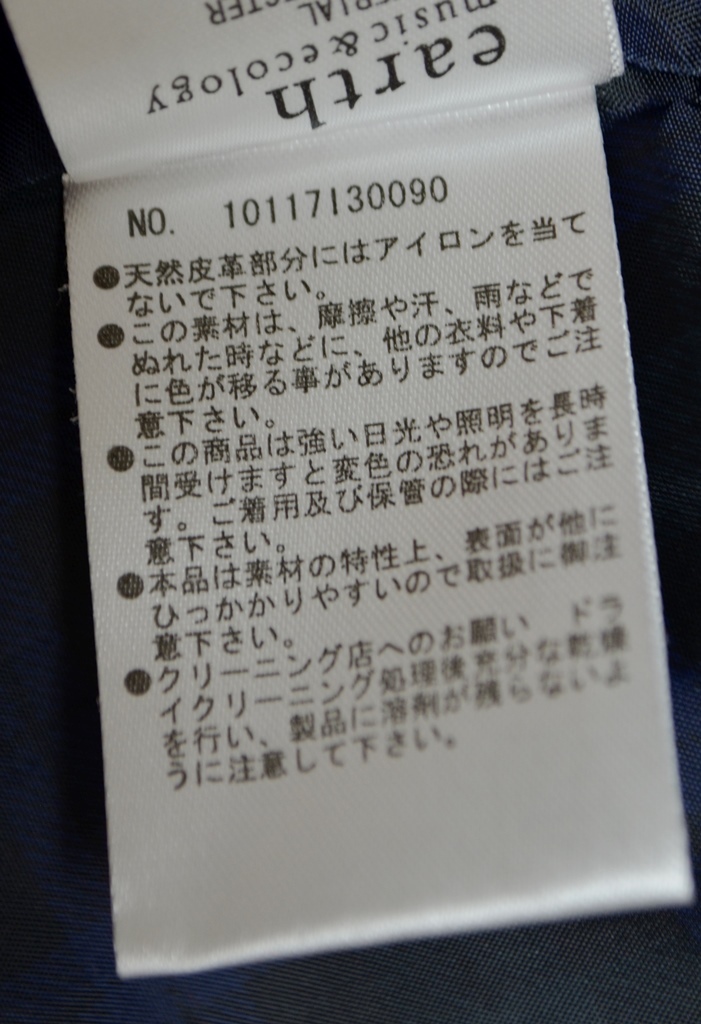 earth
music&ecology
NO. 10117130090
●天然皮革部分にはアイロンを当て
ないで下さい。
●この素材は、摩擦や汗、雨などで
ぬれた時などに、他の衣料や下着
に色が移る事がありますのでご注
意下さい。
●この商品は強い日光や照明を長時
間受けますと変色の恐れがありま
す。ご着用及び保管の際にはご注
意下さい。
●本品は素材の特性上、表面が他に
ひっかかりやすいので取扱に御注
意下さい。
●クリーニング店へのお願い ドラ
イクリーニング処理後充分な乾燥
を行い、製品に溶剤が残らないよ
うに注意して下さい。